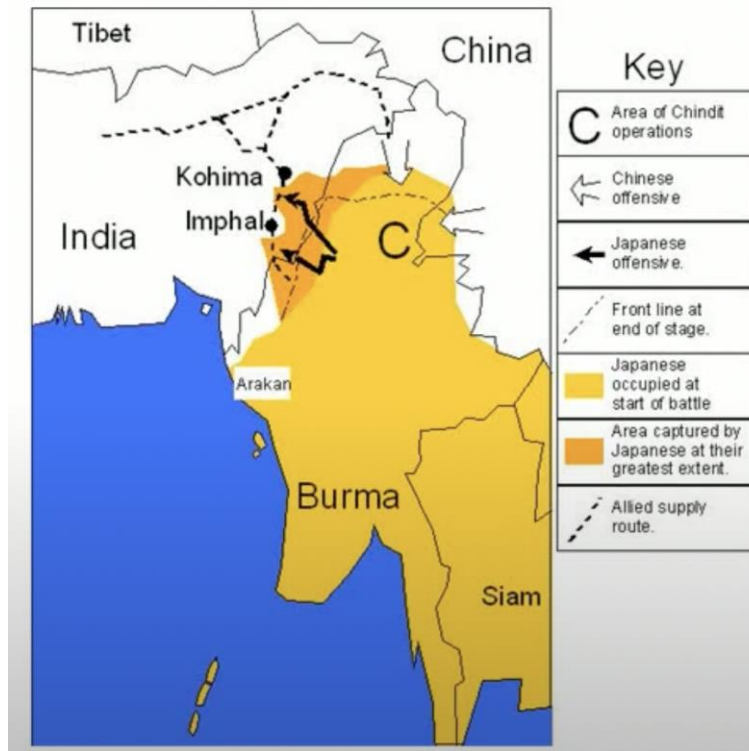 Tibet
China
Kohima
Imphal
India
C
Arakan
Burma
Siam
Key
C
Area of Chindit
operations
Chinese
offensive
Japanese
offensive.
Front line at
end of stage.
Japanese
occupied at
start of battle
Area captured by
Japanese at their
greatest extent.
Allied supply
route.